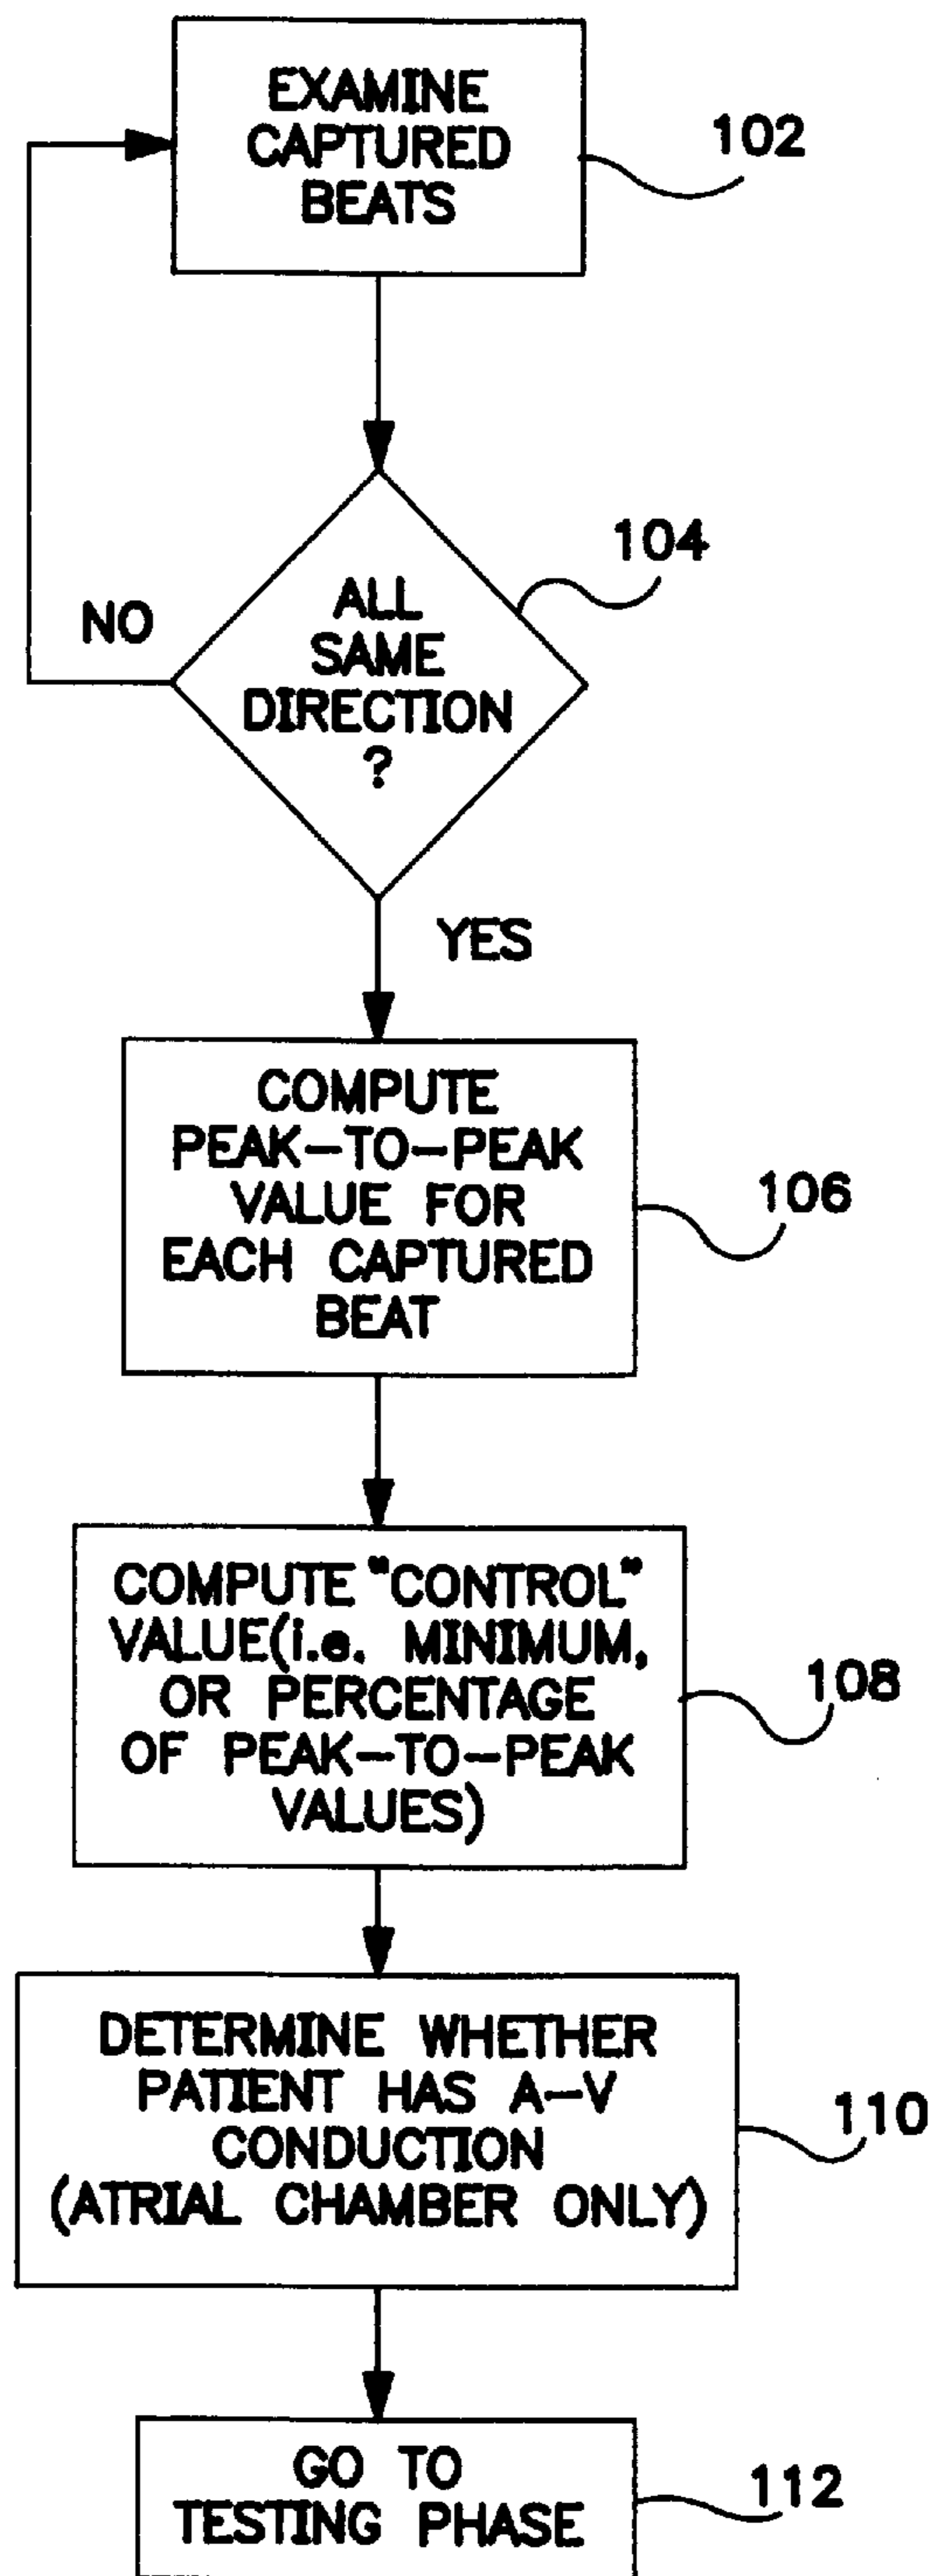 EXAMINE
CAPTURED
BEATS
102
ALL
SAME
DIRECTION
?
104
NO
YES
COMPUTE
PEAK-TO-PEAK
VALUE FOR
EACH CAPTURED
BEAT
106
COMPUTE "CONTROL"
VALUE(i.e. MINIMUM,
OR PERCENTAGE
OF PEAK-TO-PEAK
VALUES)
108
DETERMINE WHETHER
PATIENT HAS A-V
CONDUCTION
(ATRIAL CHAMBER ONLY)
110
GO TO
TESTING PHASE
112